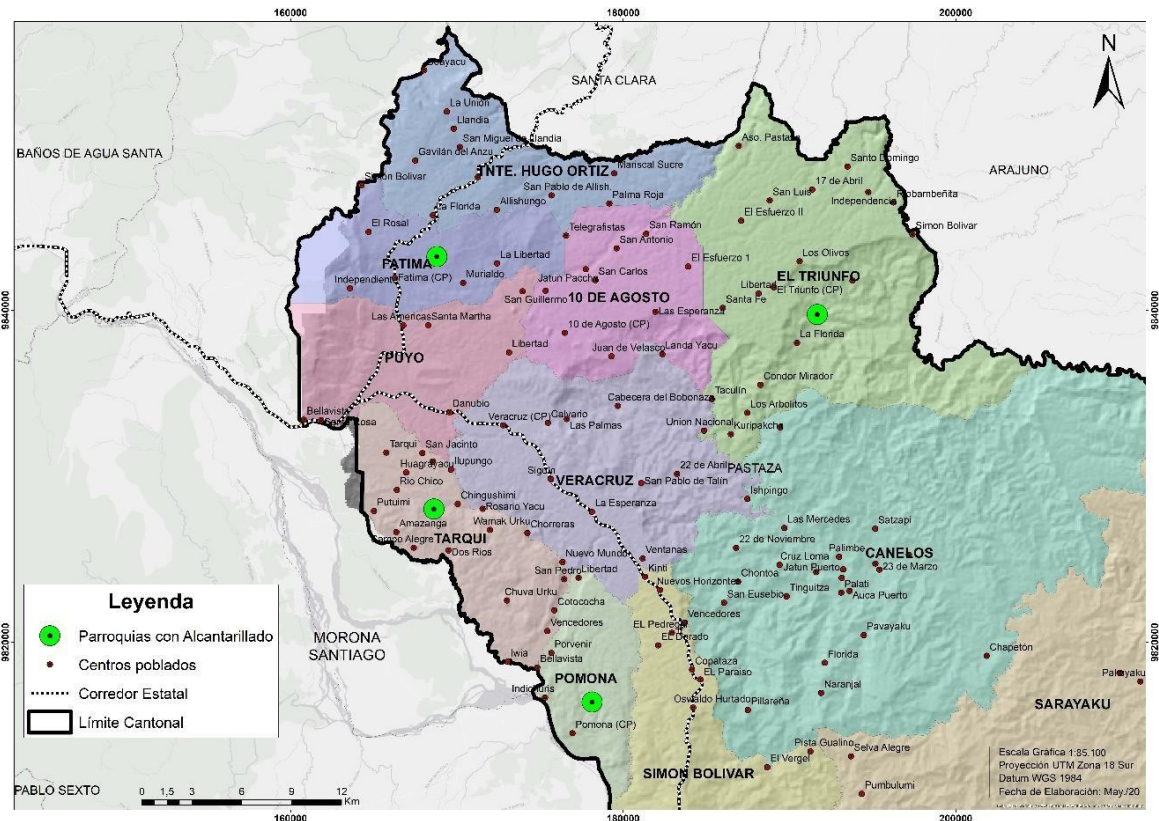 160000
180000
200000
N
SANTA CLARA
BAÑOS DE AGUA SANTA
ARAJUNO
La Union
Llandia
San Miguel de Llandia
Gavilán del Anzu
Simon Bolivar
TNTE. HUGO ORTIZ
Mariscal Sucre
San Pablo de Allish.
Palma Roja
Allishungo
La Florida
El Rosal
Aso. Pastaza
Santo Domingo
17 de Abril
San Luis
Independencia
Riobambeñita
El Esfuerzo II
Simon Bolivar
Telegrafistas
San Ramón
San Antonio
El Esfuerzo 1
Los Olivos
FATIMA
La Libertad
Independiente
Fatima (CP)
Murialdo
Jatun Paccha
San Carlos
San Guillermo
10 DE AGOSTO
EL TRIUNFO
Libertad
El Triunfo (CP)
Santa Fe
9840000
9840000
Las Americas
Santa Martha
Las Esperanza
10 de Agosto (CP)
La Florida
PUYO
Libertad
Juan de Velasco
Landa Yacu
Condor Mirador
Taculín
Cabecera del Bobonaza
Los Arbolitos
Bellavista
Santa Rosa
Danubio
Veracruz (CP)
Calvario
Las Palmas
Union Nacional
Kuripakcha
Tarqui
San Jacinto
Huagrayacu
Ilupungo
Rio Chico
Sigüin
VERACRUZ
22 de Abril
PASTAZA
San Pablo de Talín
Ishpingo
Putuimi
Chingushimi
Rosario Yacu
La Esperanza
Amazanga
Campo Alegre
TARQUI
Wamak Urku
Chorreras
Dos Rios
Las Mercedes
Satzapi
22 de Noviembre
Palimbe
CANELOS
Nuevo Mundo
Ventanas
Cruz Loma
Chontoa
Jatun Puerto
23 de Marzo
San Pedro
Libertad
Kinti
Nuevos Horizontes
Palati
Tinguitza
Auca Puerto
San Eusebio
Chuva Urku
Cotococha
Vencedores
Vencedores
EL Pedregal
EL Dorado
Pavayaku
9820000
9820000
Porvenir
Iwia
Bellavista
Copataza
EL Paraiso
Florida
Chapetón
MORONA
SANTIAGO
POMONA
Indichuris
Osvaldo Hurtado
Pillareña
Naranjal
SARAYAKU
Pomona (CP)
Pista Gualino
Selva Alegre
SIMON BOLIVAR
El Vergel
Pumbulumi
PABLO SEXTO
Leyenda
Parroquias con Alcantarillado
Centros poblados
Corredor Estatal
Límite Cantonal
0 1,5 3 6 9 12
Km
Escala Gráfica 1:85.100
Proyección UTM Zona 18 Sur
Datum WGS 1984
Fecha de Elaboración: May./20
160000
180000
200000